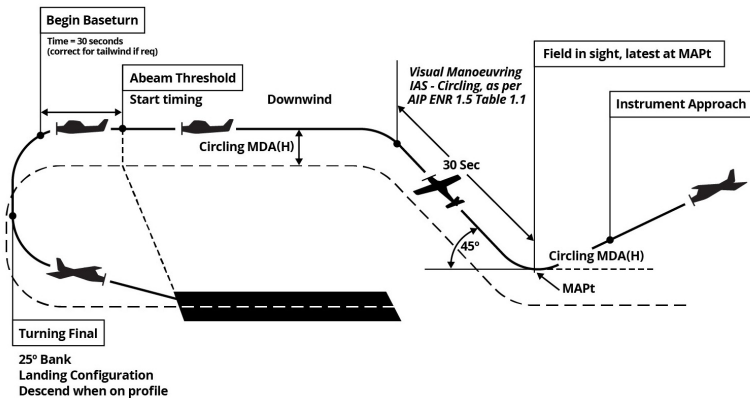 Begin Baseturn
Time = 30 seconds
(correct for tailwind if req)
Abeam Threshold
Start timing
Downwind
Circling MDA(H)
Visual Manoeuvring
IAS - Circling, as per
AIP ENR 1.5 Table 1.1
Field in sight, latest at MAPt
Instrument Approach
30 Sec
45º
Circling MDA(H)
MAPt
Turning Final
25º Bank
Landing Configuration
Descend when on profile